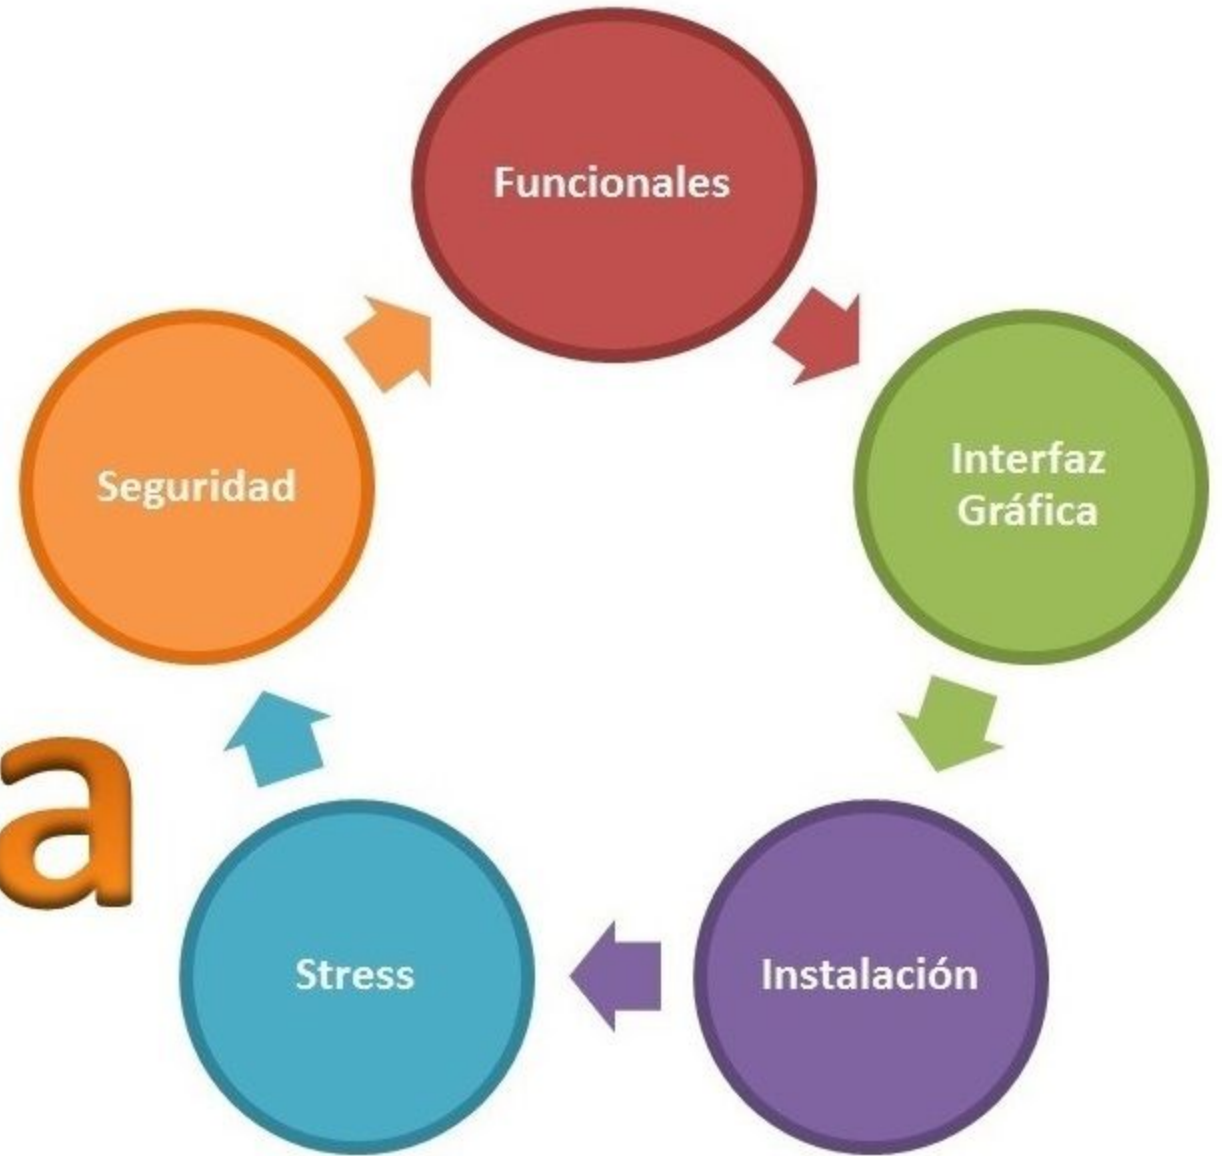 Funcionales
Interfaz
Gráfica
Instalación
Stress
Seguridad
a